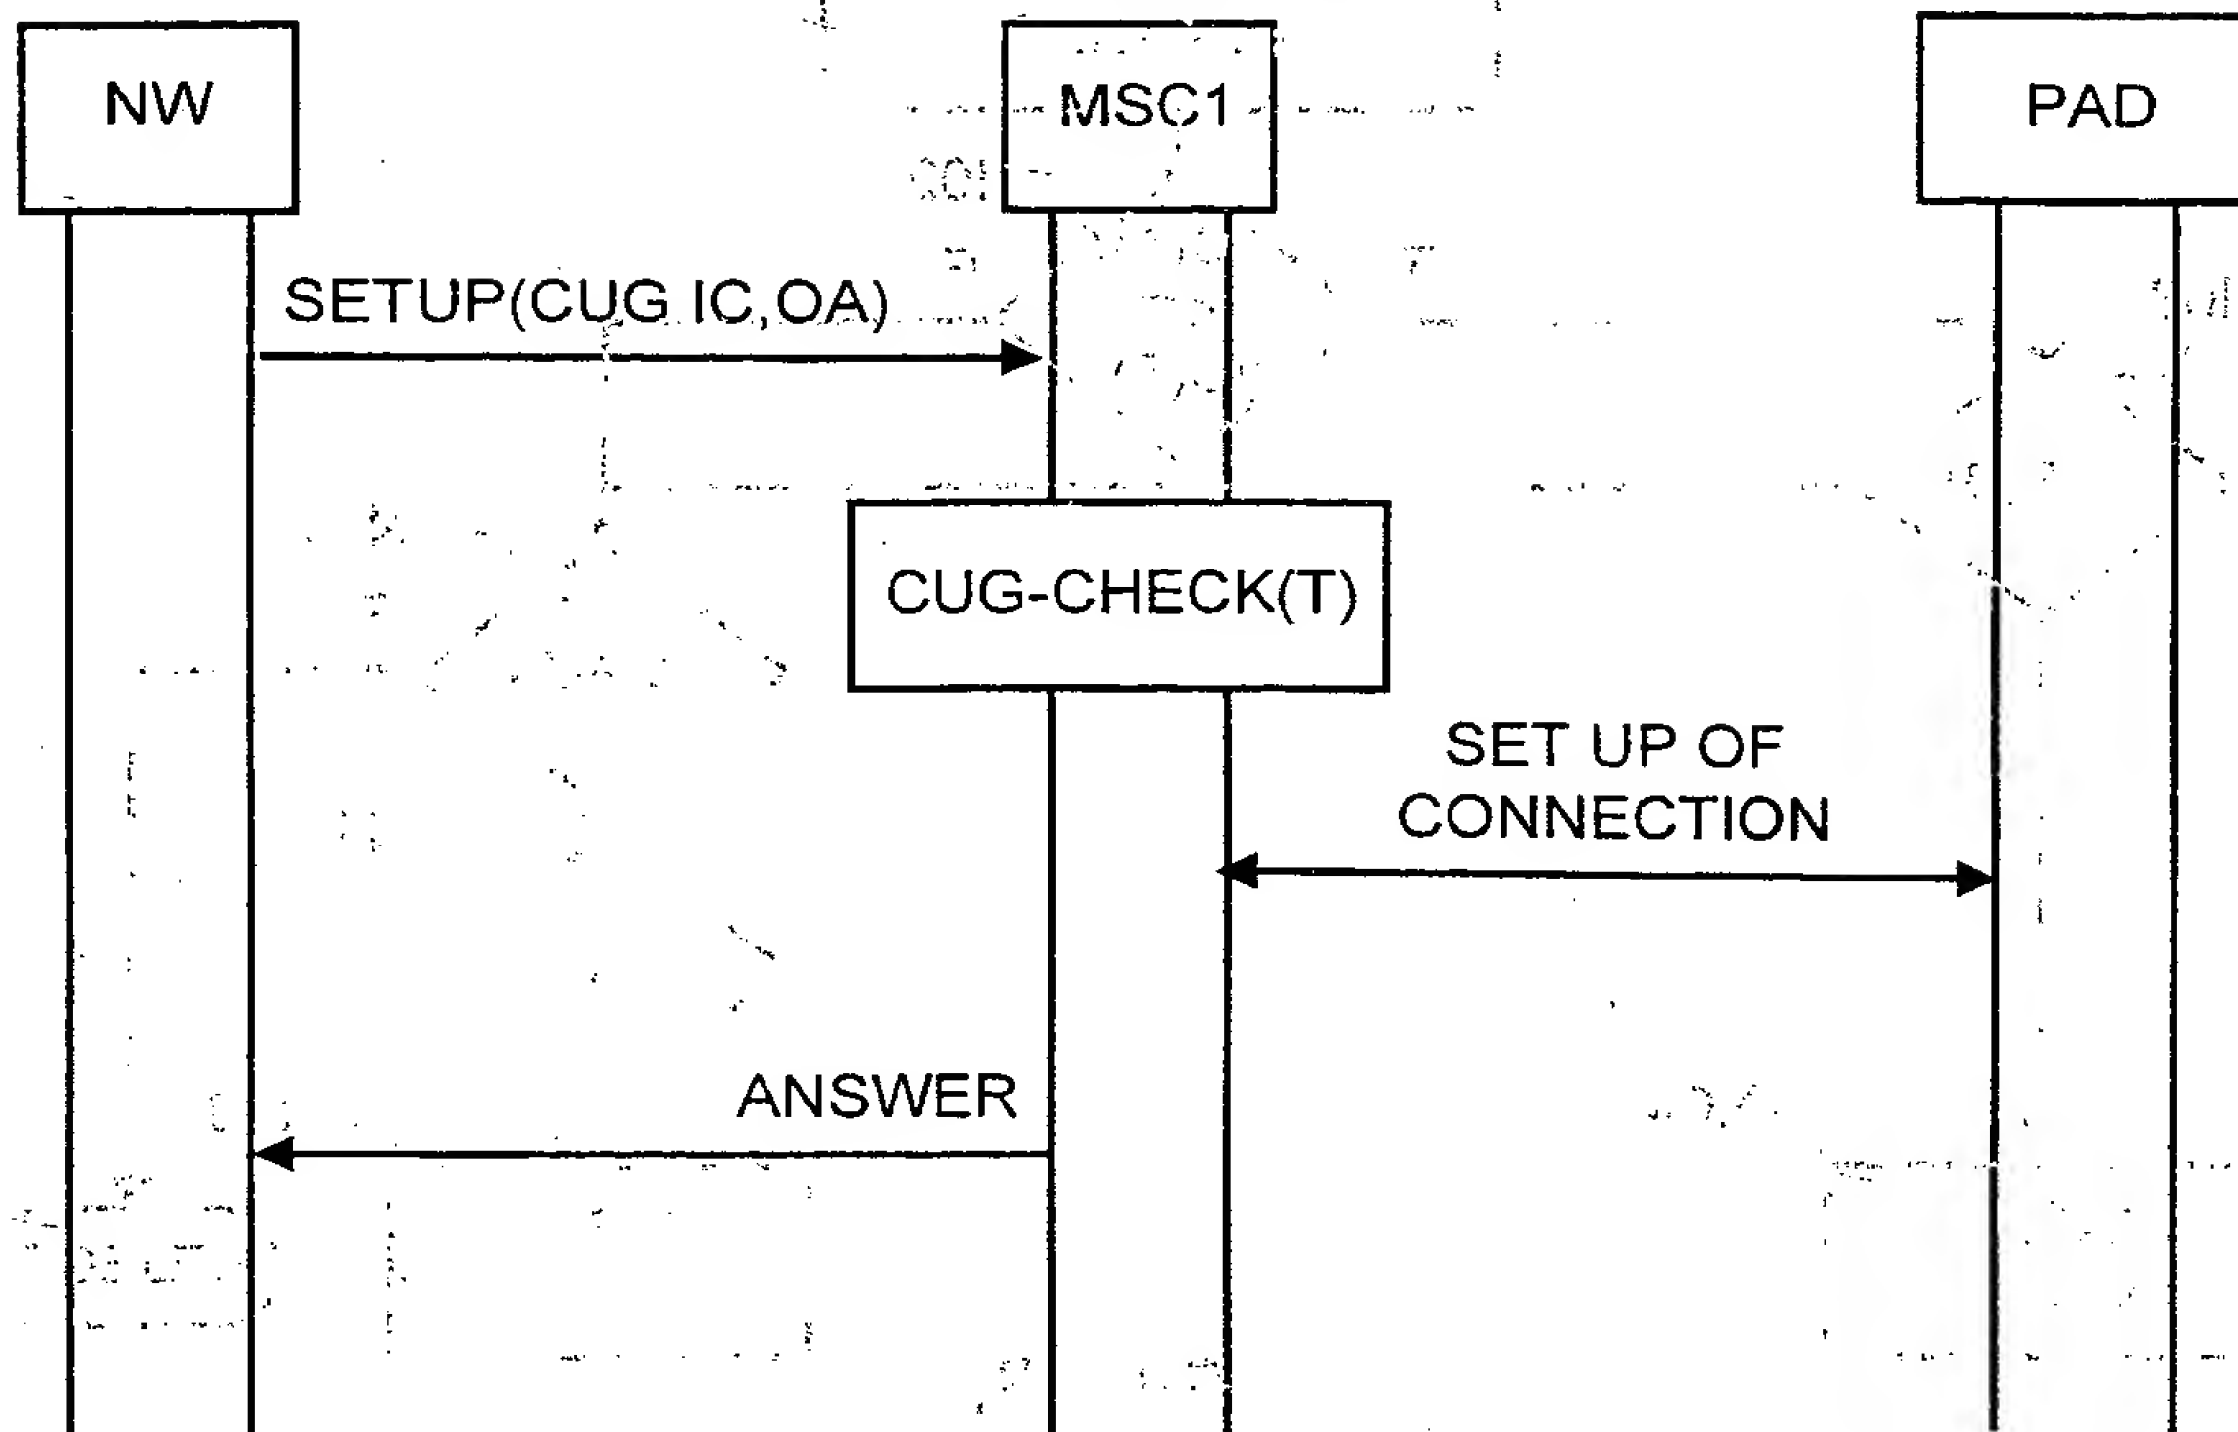 NW
MSC1
PAD
SETUP(CUG IC,OA)
CUG-CHECK(T)
SET UP OF
CONNECTION
ANSWER